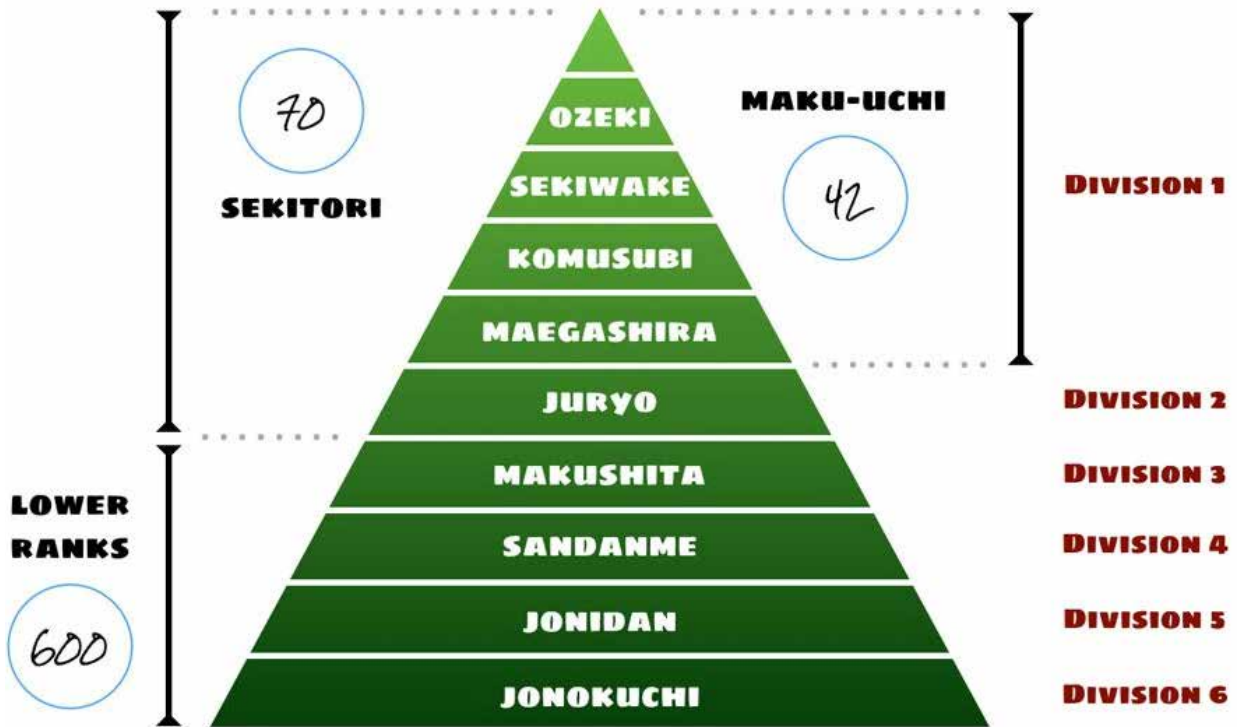 70
SEKITORI
OZEKI
SEKIWAKE
KOMUSUBI
MAEGASHIRA
JURYO
MAKUSHITA
SANDANME
JONIDAN
JONOKUCHI
MAKU-UCHI
42
LOWER
RANKS
600
DIVISION 1
DIVISION 2
DIVISION 3
DIVISION 4
DIVISION 5
DIVISION 6